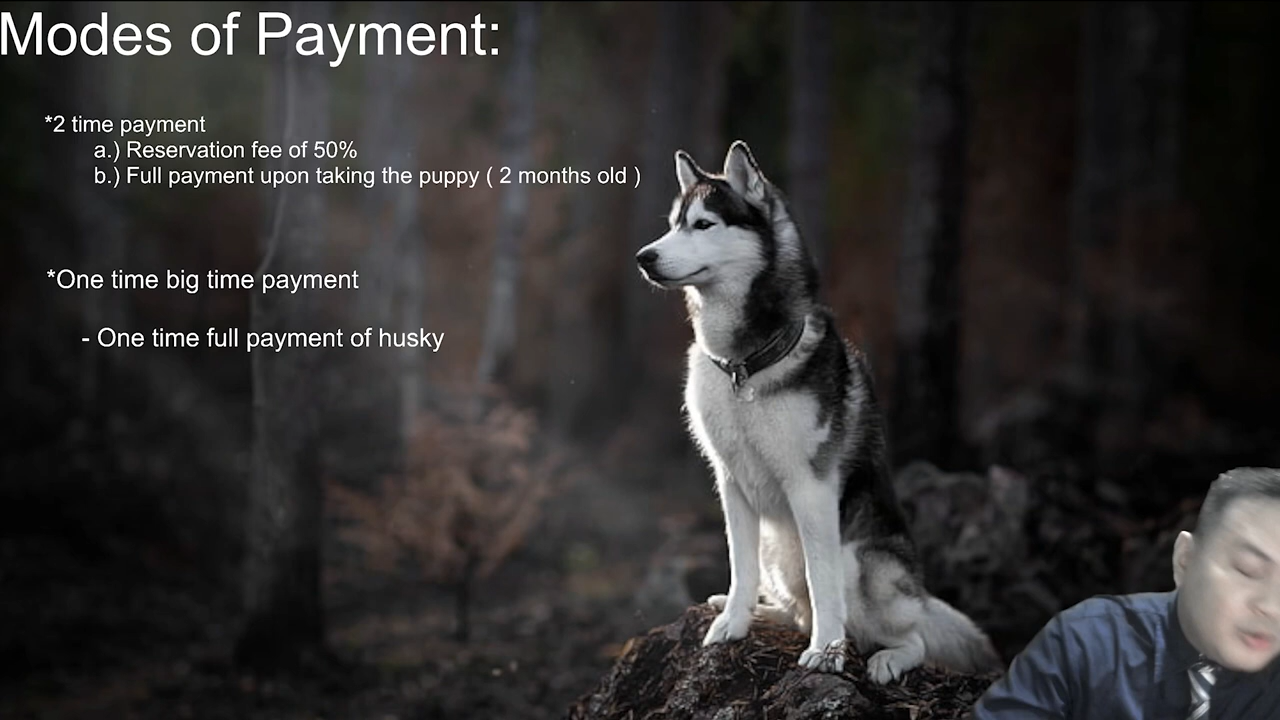 Modes of Payment:
*2 time payment
a.) Reservation fee of 50%
b.) Full payment upon taking the puppy ( 2 months old )
*One time big time payment
- One time full payment of husky